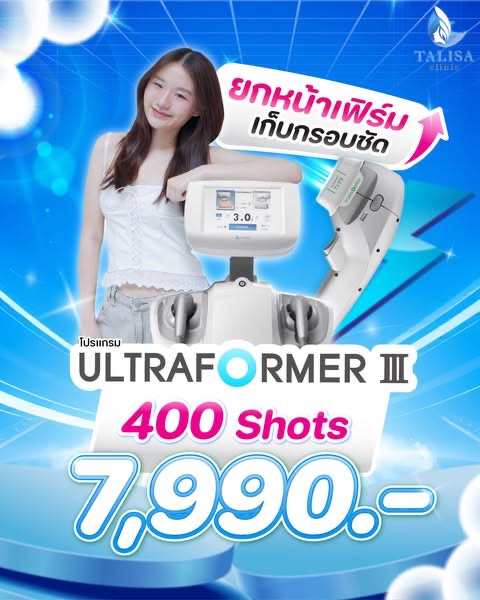 TALISA
clinic
ยกหน้าเฟิร์ม
เก็บกรอบชัด
3.0
โปรแกรม
ULTRAFORMER III
400 Shots
7,990.-